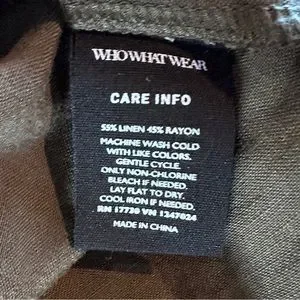 WHO WHAT WEAR
CARE INFO
55% LINEN 45% RAYON
MACHINE WASH COLD
WITH LIKE COLORS.
GENTLE CYCLE.
ONLY NON-CHLORINE
BLEACH IF NEEDED.
LAY FLAT TO DRY.
COOL IRON IF NEEDED.
RN 17730 VN 1247024
MADE IN CHINA